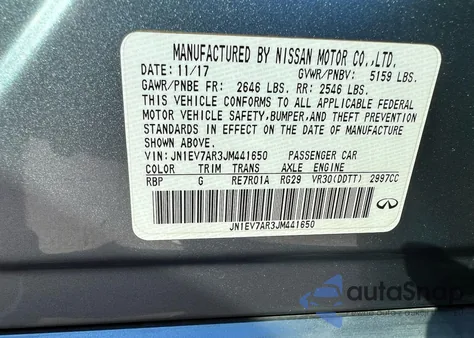 MANUFACTURED BY NISSAN MOTOR CO.,LTD.
DATE: 11/17 GVWR/PNBV: 5159 LBS.
GAWR/PNBE FR: 2646 LBS. RR: 2546 LBS.
THIS VEHICLE CONFORMS TO ALL APPLICABLE FEDERAL
MOTOR VEHICLE SAFETY,BUMPER,AND THEFT PREVENTION
STANDARDS IN EFFECT ON THE DATE OF MANUFACTURE
SHOWN ABOVE.
VIN: JN1EV7AR3JM441650 PASSENGER CAR
COLOR TRIM TRANS AXLE ENGINE
RBP G RE7R01A RG29 VR30(DDTT) 2997CC
JN1EV7AR3JM441650
autoSnap